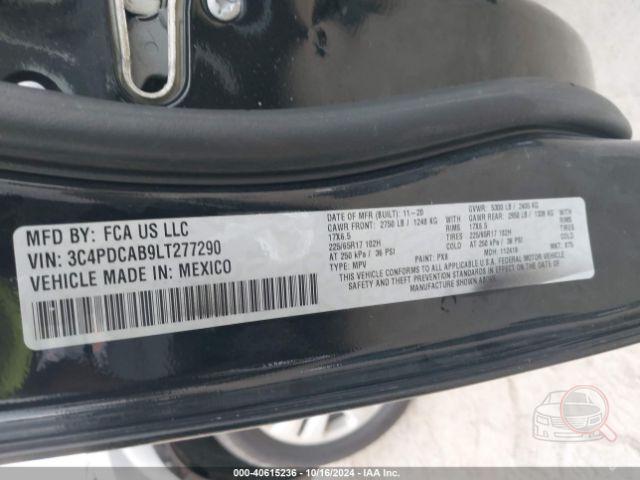 MFD BY: FCA US LLC
VIN: 3C4PDCAB9LT277290
VEHICLE MADE IN: MEXICO
DATE OF MFR (BUILT): 11-20
GAWR FRONT: 2750 LB / 1248 KG
17X6.5
225/65R17 102H
AT 250 kPa / 36 PSI
TYPE: MPV
WITH
RIMS
TIRES
COLD
PAINT: PX8
GVWR: 5300 LB / 2405 KG
GAWR REAR: 2950 LB / 1338 KG
17X6.5
225/65R17 102H
AT 250 kPa / 36 PSI
WITH
RIMS
TIRES
COLD
THIS VEHICLE CONFORMS TO ALL APPLICABLE U.S.A. FEDERAL MOTOR VEHICLE
SAFETY AND THEFT PREVENTION STANDARDS IN EFFECT ON THE DATE OF
MANUFACTURE SHOWN ABOVE.
000-40615236 - 10/16/2024 - IAA Inc.